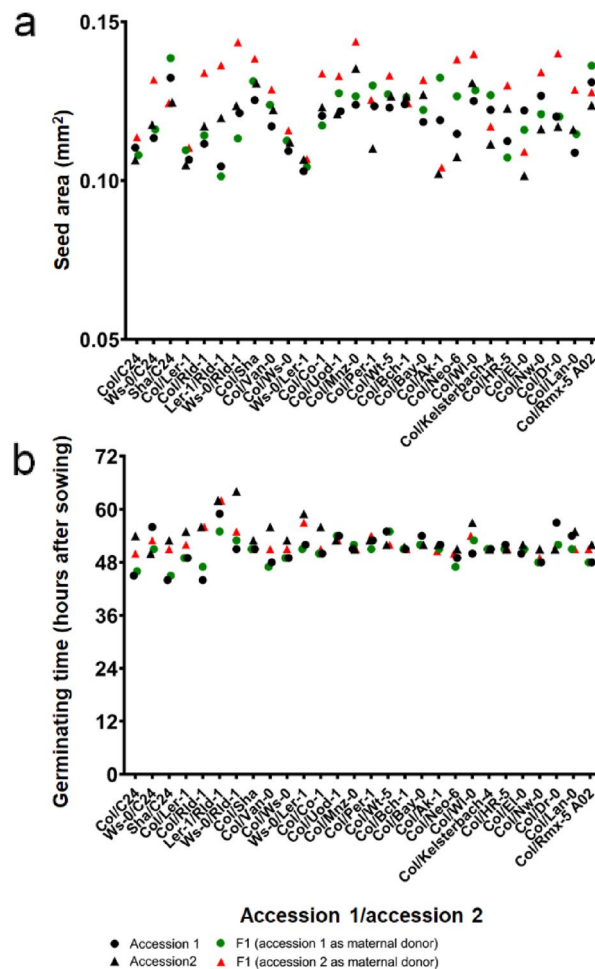 a
0.15
0.10
0.05
Seed area (mm²)
Col/C24
Ws-0/C24
Sha/C24
Col/Ler-1
Col/Rld-1
Ler-1/Rld-1
Ws-0/Rld-1
Col/Sha
Col/Van-0
Col/Ws-0
Ws-0/Ler-1
Col/Co-1
Col/Uod-1
Col/Mnz-0
Col/Per-1
Col/Wt-5
Col/Bch-1
Col/Bay-0
Col/Ak-1
Col/Neo-6
Col/Wl-0
Col/Kelsterbach-4
Col/HR-5
Col/El-0
Col/Nw-0
Col/Dr-0
Col/Lan-0
Col/Rmx-5 A02
b
72
60
48
36
24
12
0
Germinating time (hours after sowing)
Col/C24
Ws-0/C24
Sha/C24
Col/Ler-1
Col/Rld-1
Ler-1/Rld-1
Ws-0/Rld-1
Col/Sha
Col/Van-0
Col/Ws-0
Ws-0/Ler-1
Col/Co-1
Col/Uod-1
Col/Mnz-0
Col/Per-1
Col/Wt-5
Col/Bch-1
Col/Bay-0
Col/Ak-1
Col/Neo-6
Col/Wl-0
Col/Kelsterbach-4
Col/HR-5
Col/El-0
Col/Nw-0
Col/Dr-0
Col/Lan-0
Col/Rmx-5 A02
Accession 1/accession 2
Accession 1
F1 (accession 1 as maternal donor)
Accession2
F1 (accession 2 as maternal donor)